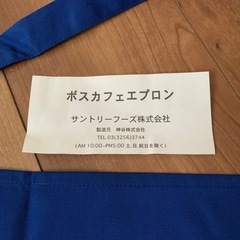 ボスカフェエプロン
サントリーフーズ株式会社
製造元 神谷株式会社
TEL 03(3256)3744
(AM 10:00~PM5:00 土.日.祝日を除く)